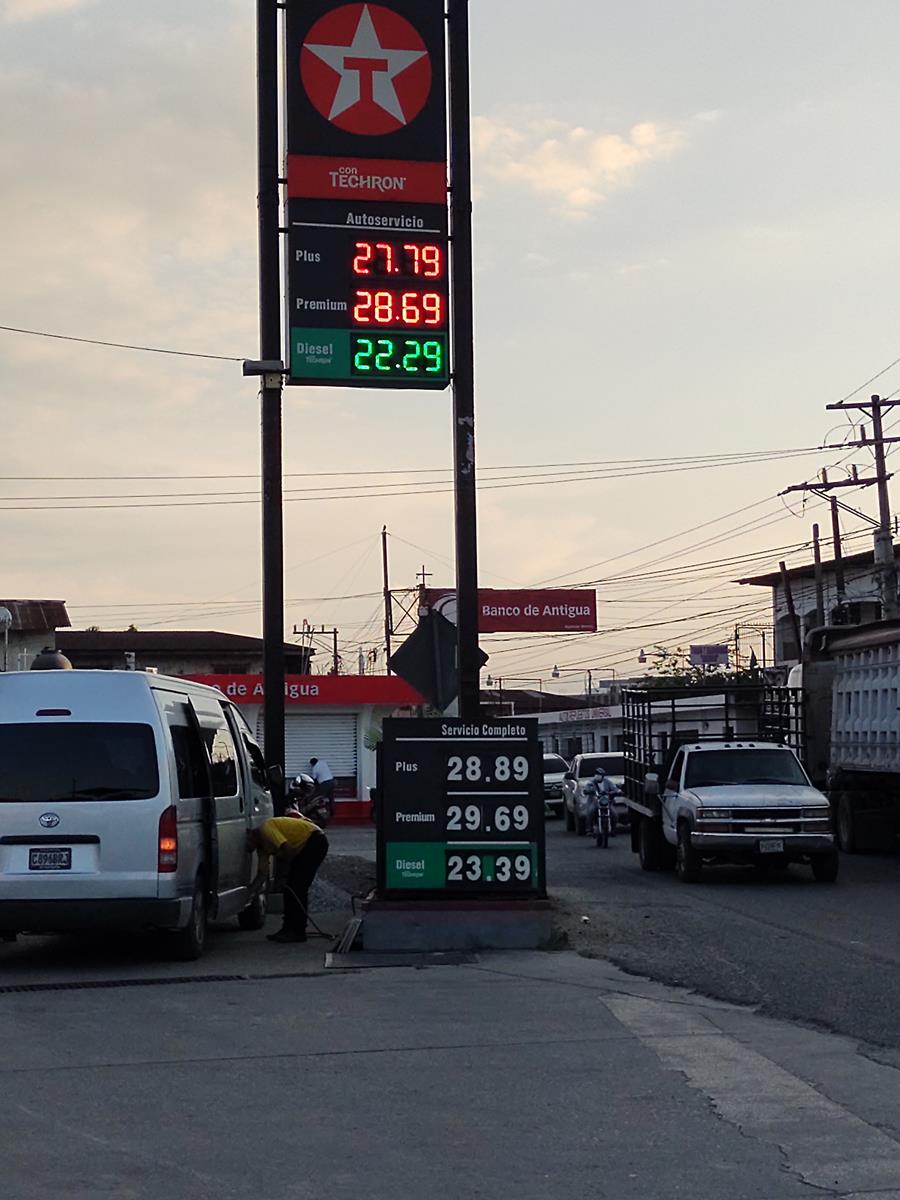 T
con
TECHRON
Autoservicio
Plus 27.79
Premium 28.69
Diesel 22.29
Banco de Antigua
de Antigua
Servicio Completo
Plus 28.89
Premium 29.69
Diesel 23.39